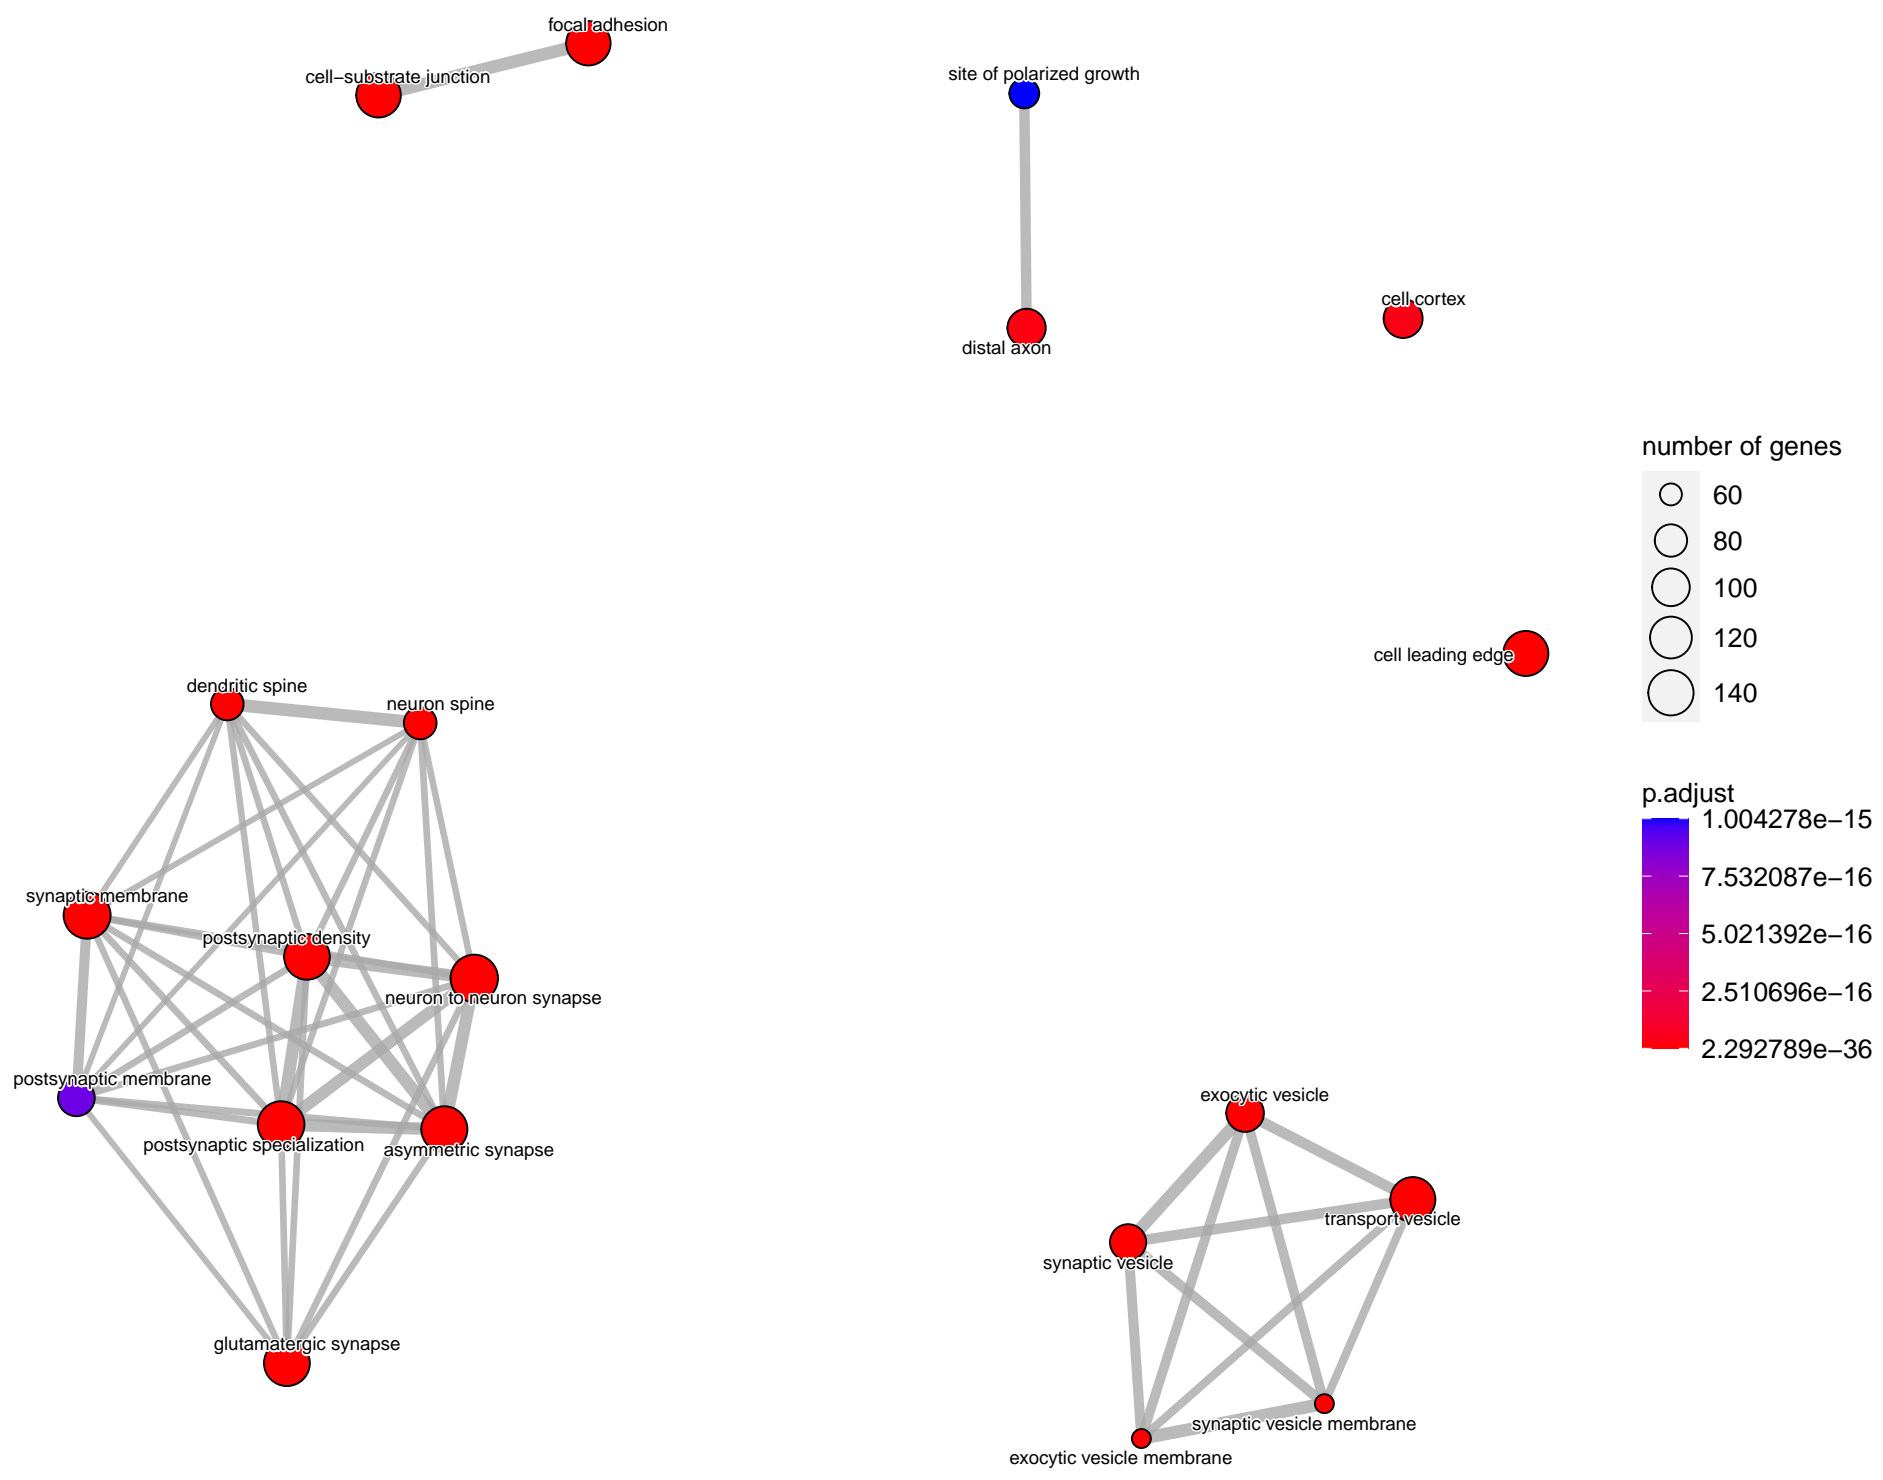 focal adhesion
cell−substrate junction
site of polarized growth
cell cortex
distal axon
number of genes
60
80
100
120
140
cell leading edge
dendritic spine
neuron spine
p.adjust
1.004278e−15
7.532087e−16
5.021392e−16
2.510696e−16
2.292789e−36
synaptic membrane
postsynaptic density
neuron to neuron synapse
postsynaptic membrane
postsynaptic specialization
asymmetric synapse
exocytic vesicle
transport vesicle
synaptic vesicle
glutamatergic synapse
synaptic vesicle membrane
exocytic vesicle membrane